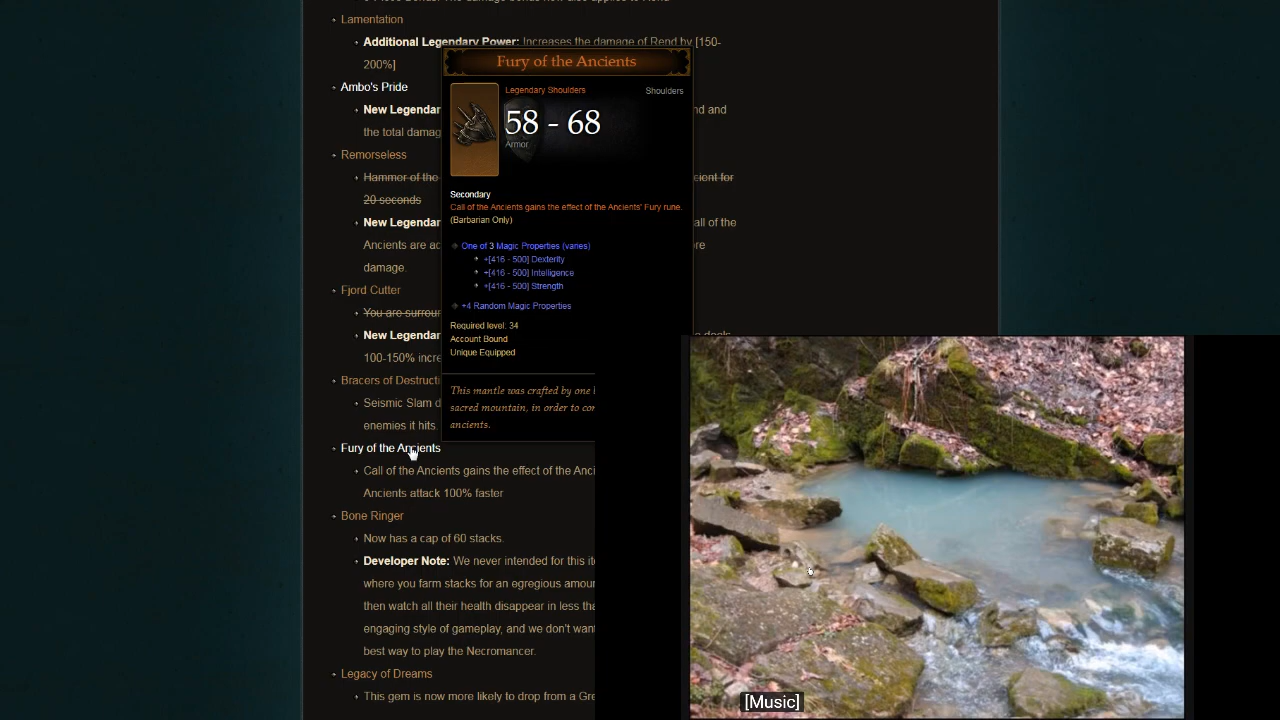 Lamentation
Additional Legendary Power: Increases the damage of Rend by [150-
200%]
Ambo's Pride
New Legendar
nd and
the total damag
Remorseless
Hammer of the
cient for
20 seconds
New Legendar
all of the
Ancients are ad
re
damage.
Fjord Cutter
You are surrour
New Legendar
e deals
100-150% incre
Bracers of Destructi
Seismic Slam d
enemies it hits.
Fury of the Ancients
Call of the Ancients gains the effect of the Anci
Ancients attack 100% faster
Bone Ringer
Now has a cap of 60 stacks.
Developer Note: We never intended for this ite
where you farm stacks for an egregious amoun
then watch all their health disappear in less tha
engaging style of gameplay, and we don't want
best way to play the Necromancer.
Legacy of Dreams
This gem is now more likely to drop from a Gre
Fury of the Ancients
Legendary Shoulders
Shoulders
58 - 68
Armor
Secondary
Call of the Ancients gains the effect of the Ancients' Fury rune.
(Barbarian Only)
One of 3 Magic Properties (varies)
+[416 - 500] Dexterity
+[416 - 500] Intelligence
+[416 - 500] Strength
+4 Random Magic Properties
Required level: 34
Account Bound
Unique Equipped
This mantle was crafted by one
sacred mountain, in order to con
ancients.
[Music]